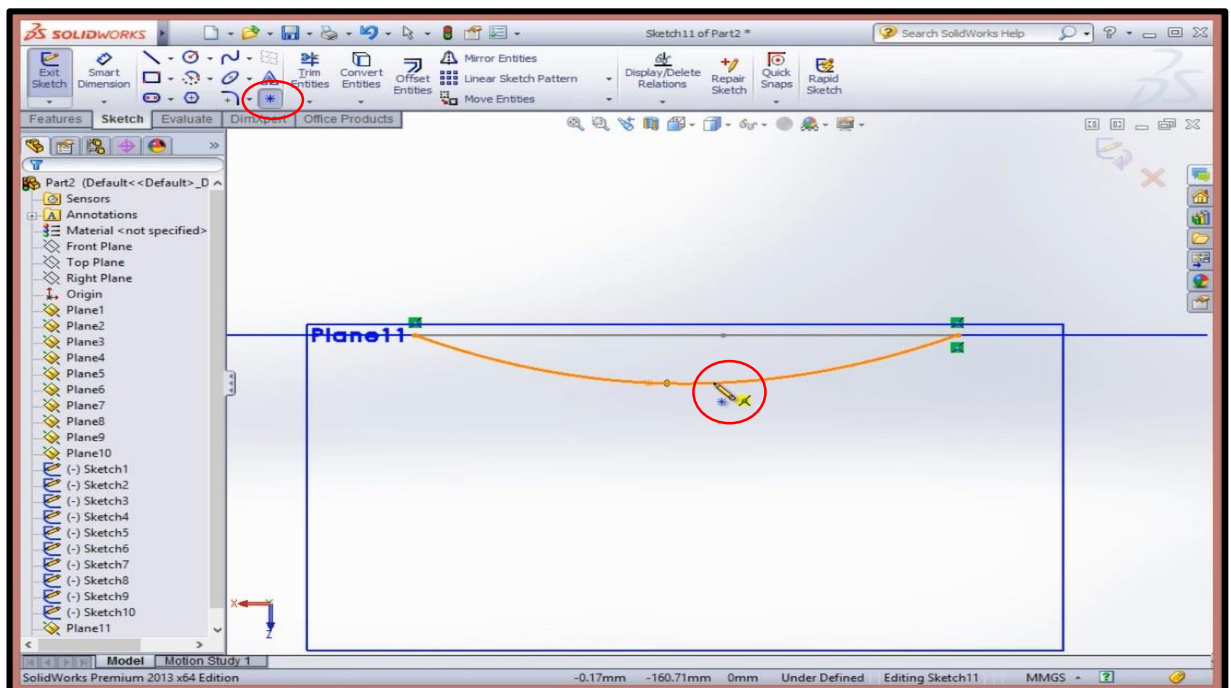 SOLIDWORKS
Sketch11 of Part2 *
Search SolidWorks Help
Exit Sketch
Smart Dimension
Trim Entities
Convert Entities
Offset Entities
Mirror Entities
Linear Sketch Pattern
Move Entities
Display/Delete Relations
Repair Sketch
Quick Snaps
Rapid Sketch
Features Sketch Evaluate DimXpert Office Products
Part2 (Default<<Default>_D
Sensors
Annotations
Material <not specified>
Front Plane
Top Plane
Right Plane
Origin
Plane1
Plane2
Plane3
Plane4
Plane5
Plane6
Plane7
Plane8
Plane9
Plane10
(-) Sketch1
(-) Sketch2
(-) Sketch3
(-) Sketch4
(-) Sketch5
(-) Sketch6
(-) Sketch7
(-) Sketch8
(-) Sketch9
(-) Sketch10
Plane11
Plane11
X
Z
Model Motion Study 1
SolidWorks Premium 2013 x64 Edition -0.17mm -160.71mm 0mm Under Defined Editing Sketch11 MMGS